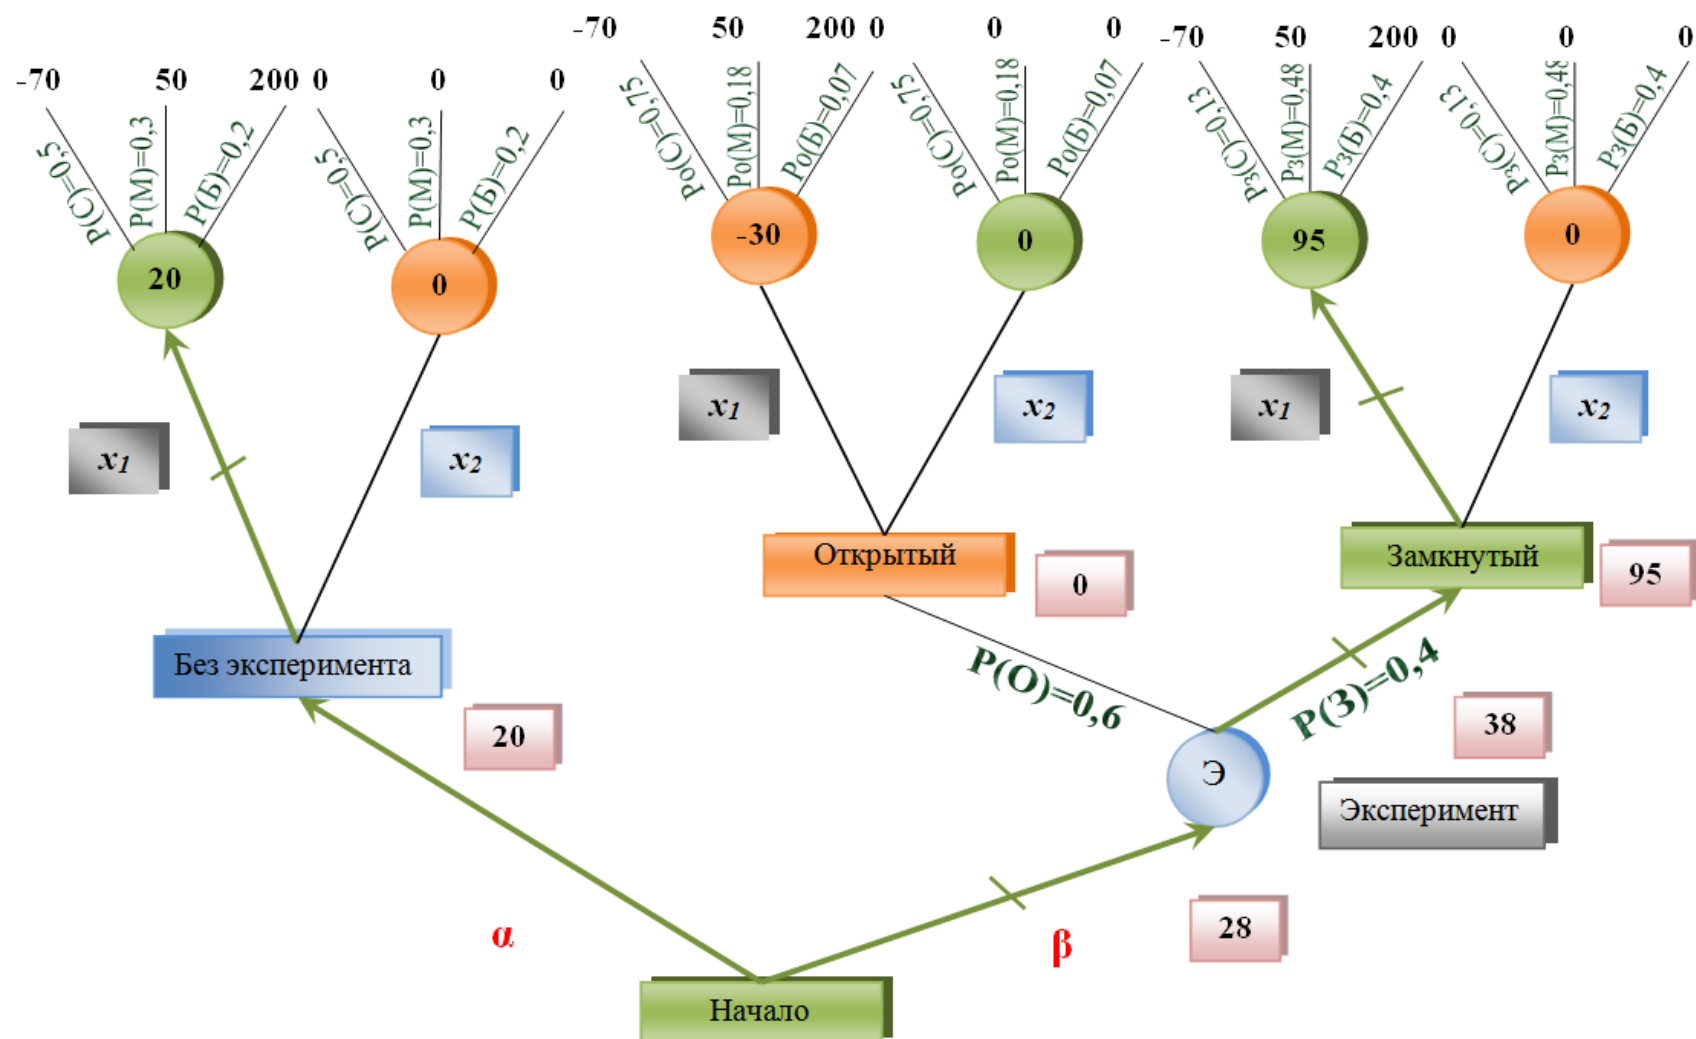 -70 50 200 0 0 0
P(C)=0,5 P(M)=0,3 P(Б)=0,2 P(C)=0,5 P(M)=0,3 P(Б)=0,2
20 0
-70 50 200 0 0 0
Po(C)=0,75 Po(M)=0,18 Po(Б)=0,07 Po(C)=0,75 Po(M)=0,18 Po(Б)=0,07
-30 0
-70 50 200 0 0 0
Pз(C)=0,13 Pз(M)=0,48 Pз(Б)=0,4 Pз(C)=0,13 Pз(M)=0,48 Pз(Б)=0,4
95 0
x1 x2 x1 x2 x1 x2
Открытый 0 Замкнутый 95
Без эксперимента
20
P(O)=0,6 P(З)=0,4
38
Э
Эксперимент
28
α β
Начало